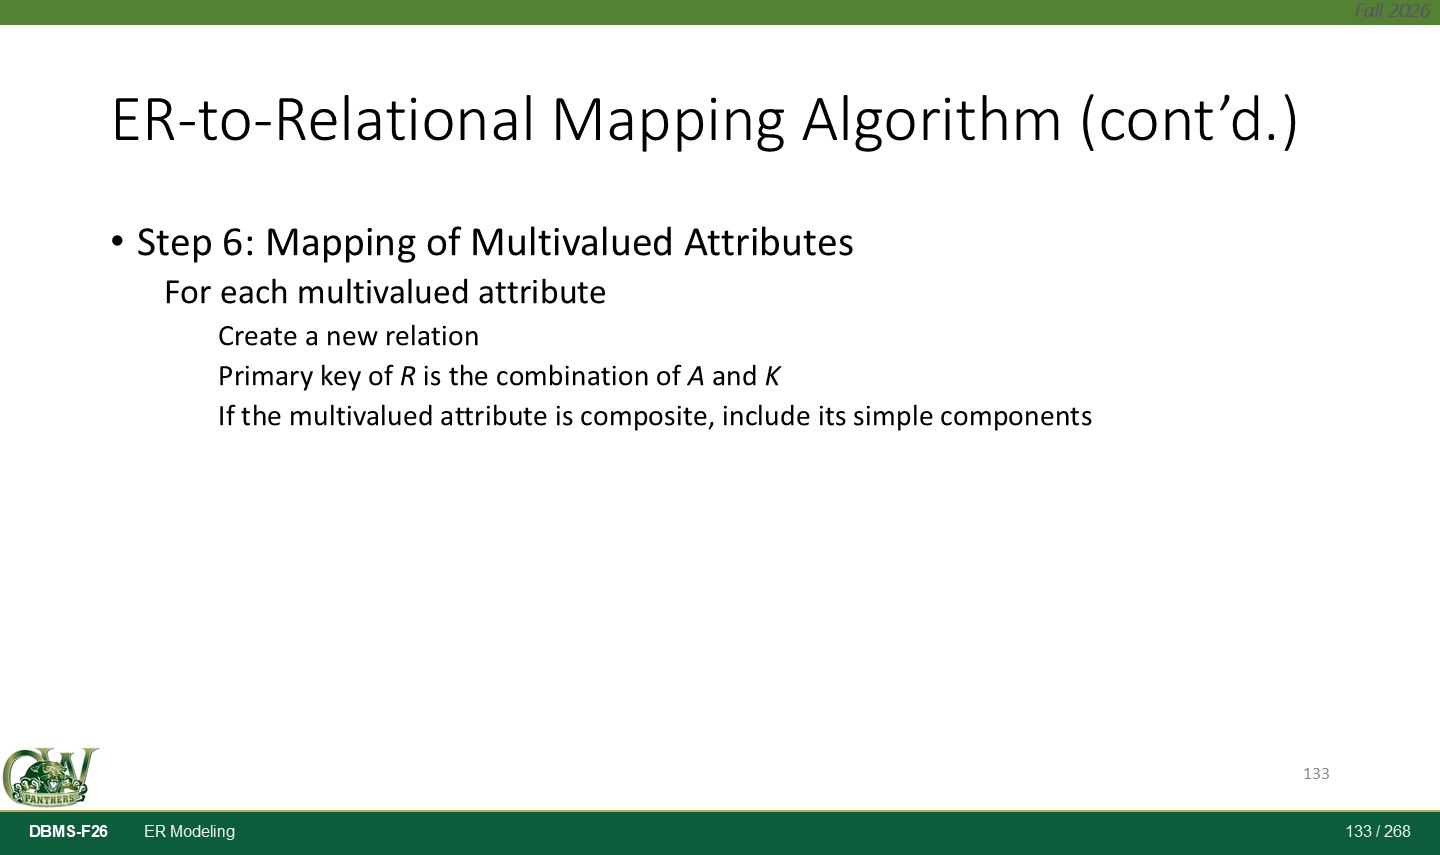 Fall 2026
ER-to-Relational Mapping Algorithm (cont’d.)
• Step 6: Mapping of Multivalued Attributes
For each multivalued attribute
Create a new relation
Primary key of R is the combination of A and K
If the multivalued attribute is composite, include its simple components
OW
PANTHERS
133
DBMS-F26 ER Modeling 133 / 268